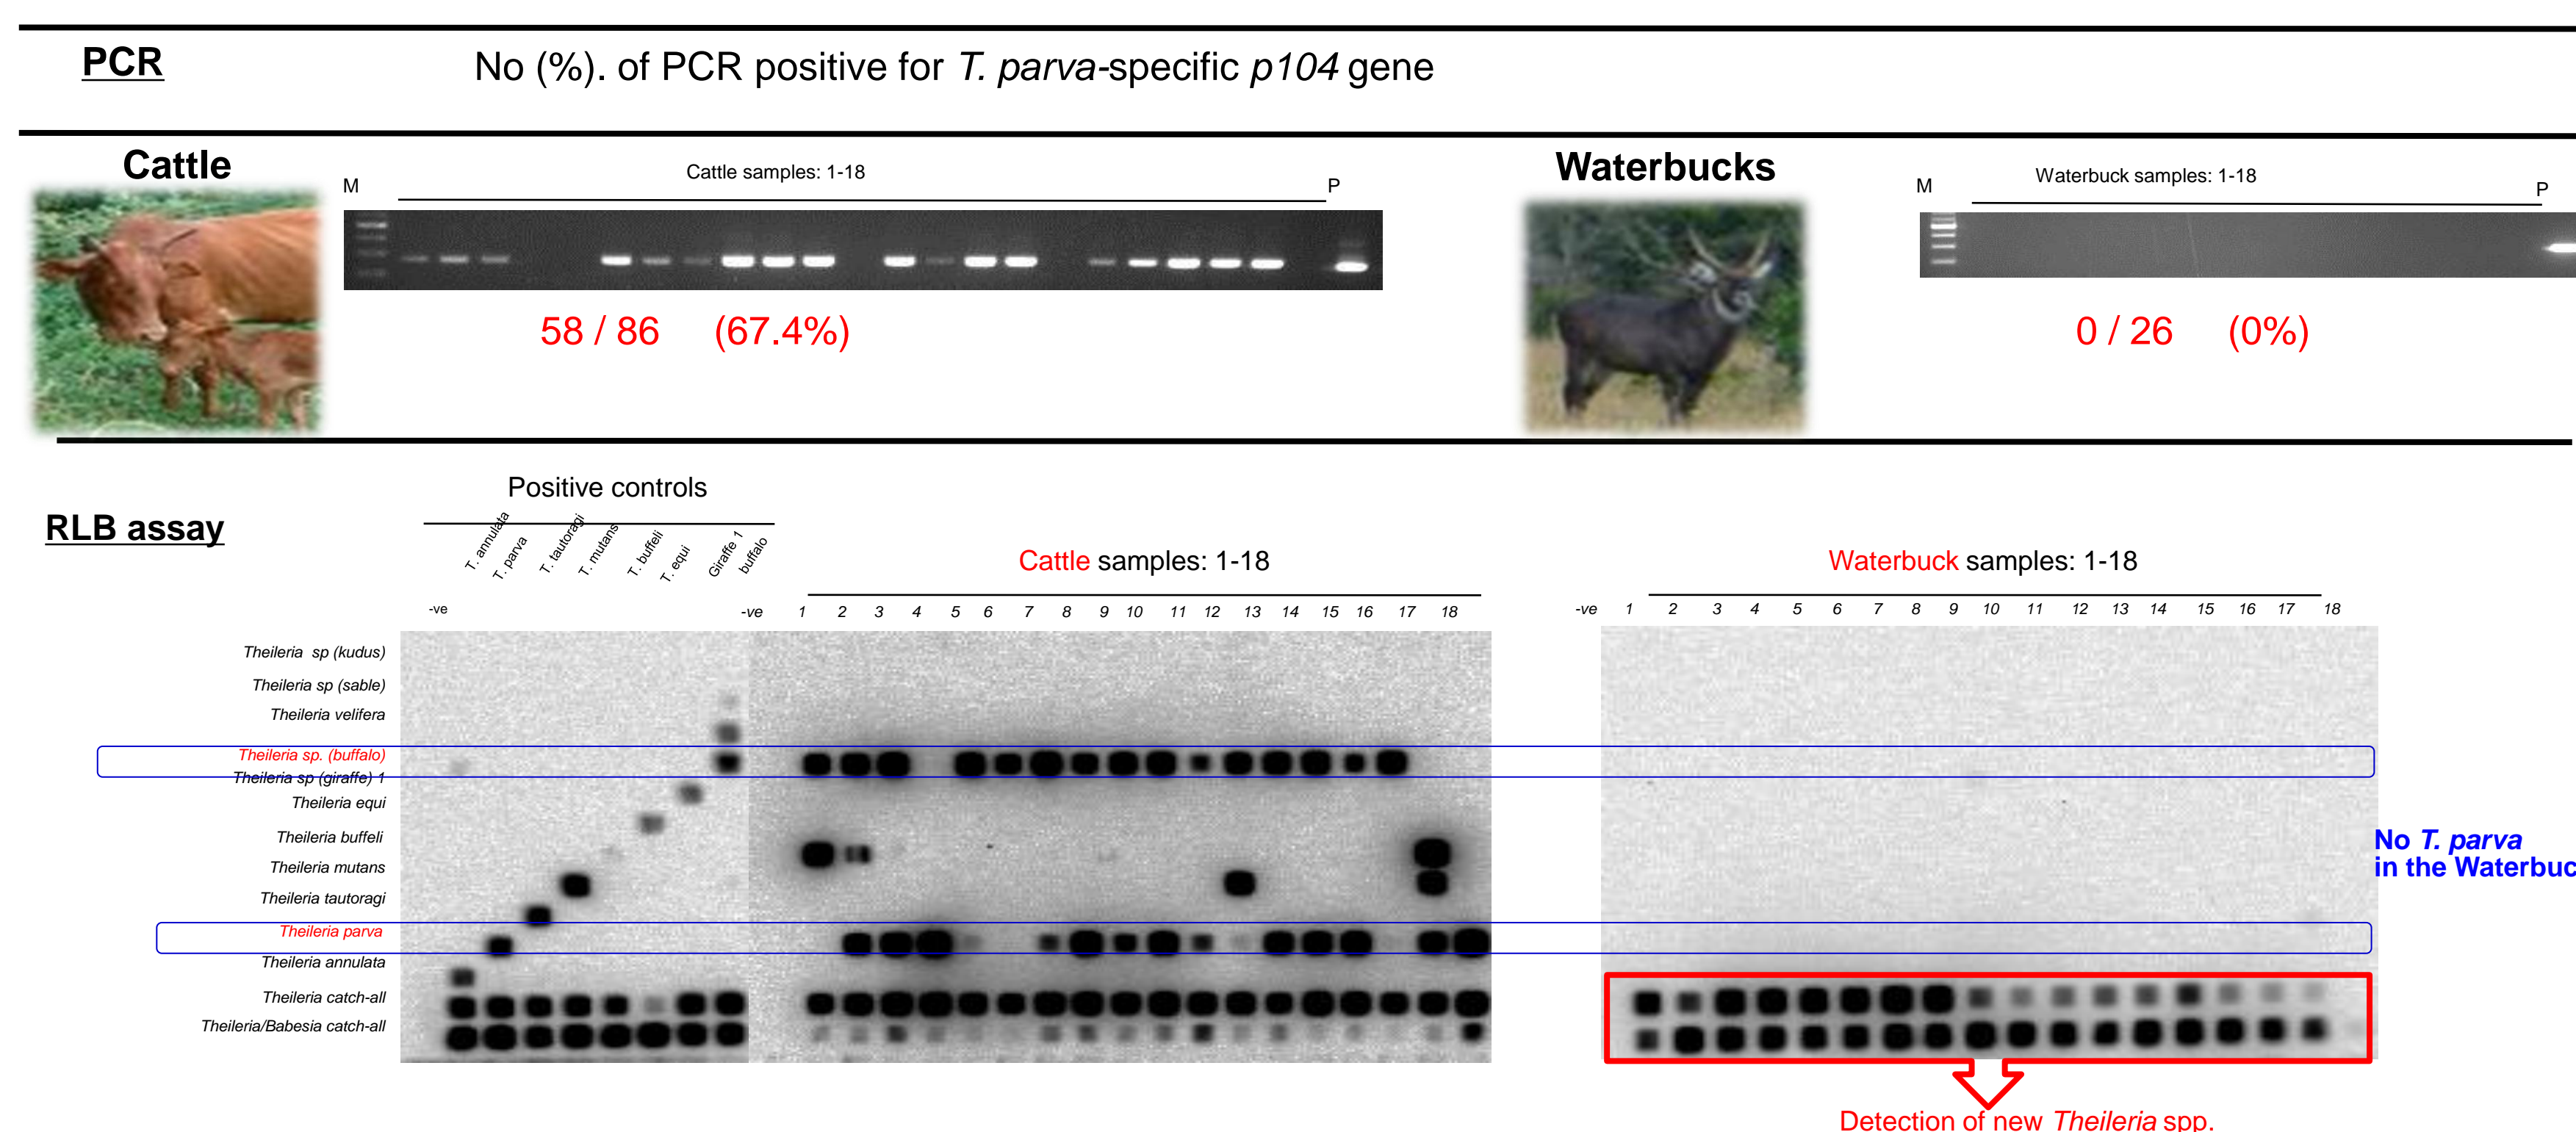 PCR
No (%). of PCR positive for T. parva-specific p104 gene
Cattle
M
Cattle samples: 1-18
P
Waterbucks
M
Waterbuck samples: 1-18
P
58 / 86 (67.4%)
0 / 26 (0%)
Positive controls
RLB assay
T. annulata
T. parva
T. tautoragi
T. mutans
T. buffeli
T. equi
Giraffe 1
buffalo
Cattle samples: 1-18
Waterbuck samples: 1-18
-ve
-ve 1 2 3 4 5 6 7 8 9 10 11 12 13 14 15 16 17 18
-ve 1 2 3 4 5 6 7 8 9 10 11 12 13 14 15 16 17 18
Theileria sp (kudus)
Theileria sp (sable)
Theileria velifera
Theileria sp. (buffalo)
Theileria sp (giraffe) 1
Theileria equi
Theileria buffeli
Theileria mutans
Theileria tautoragi
Theileria parva
Theileria annulata
Theileria catch-all
Theileria/Babesia catch-all
No T. parva
in the Waterbuc
Detection of new Theileria spp.